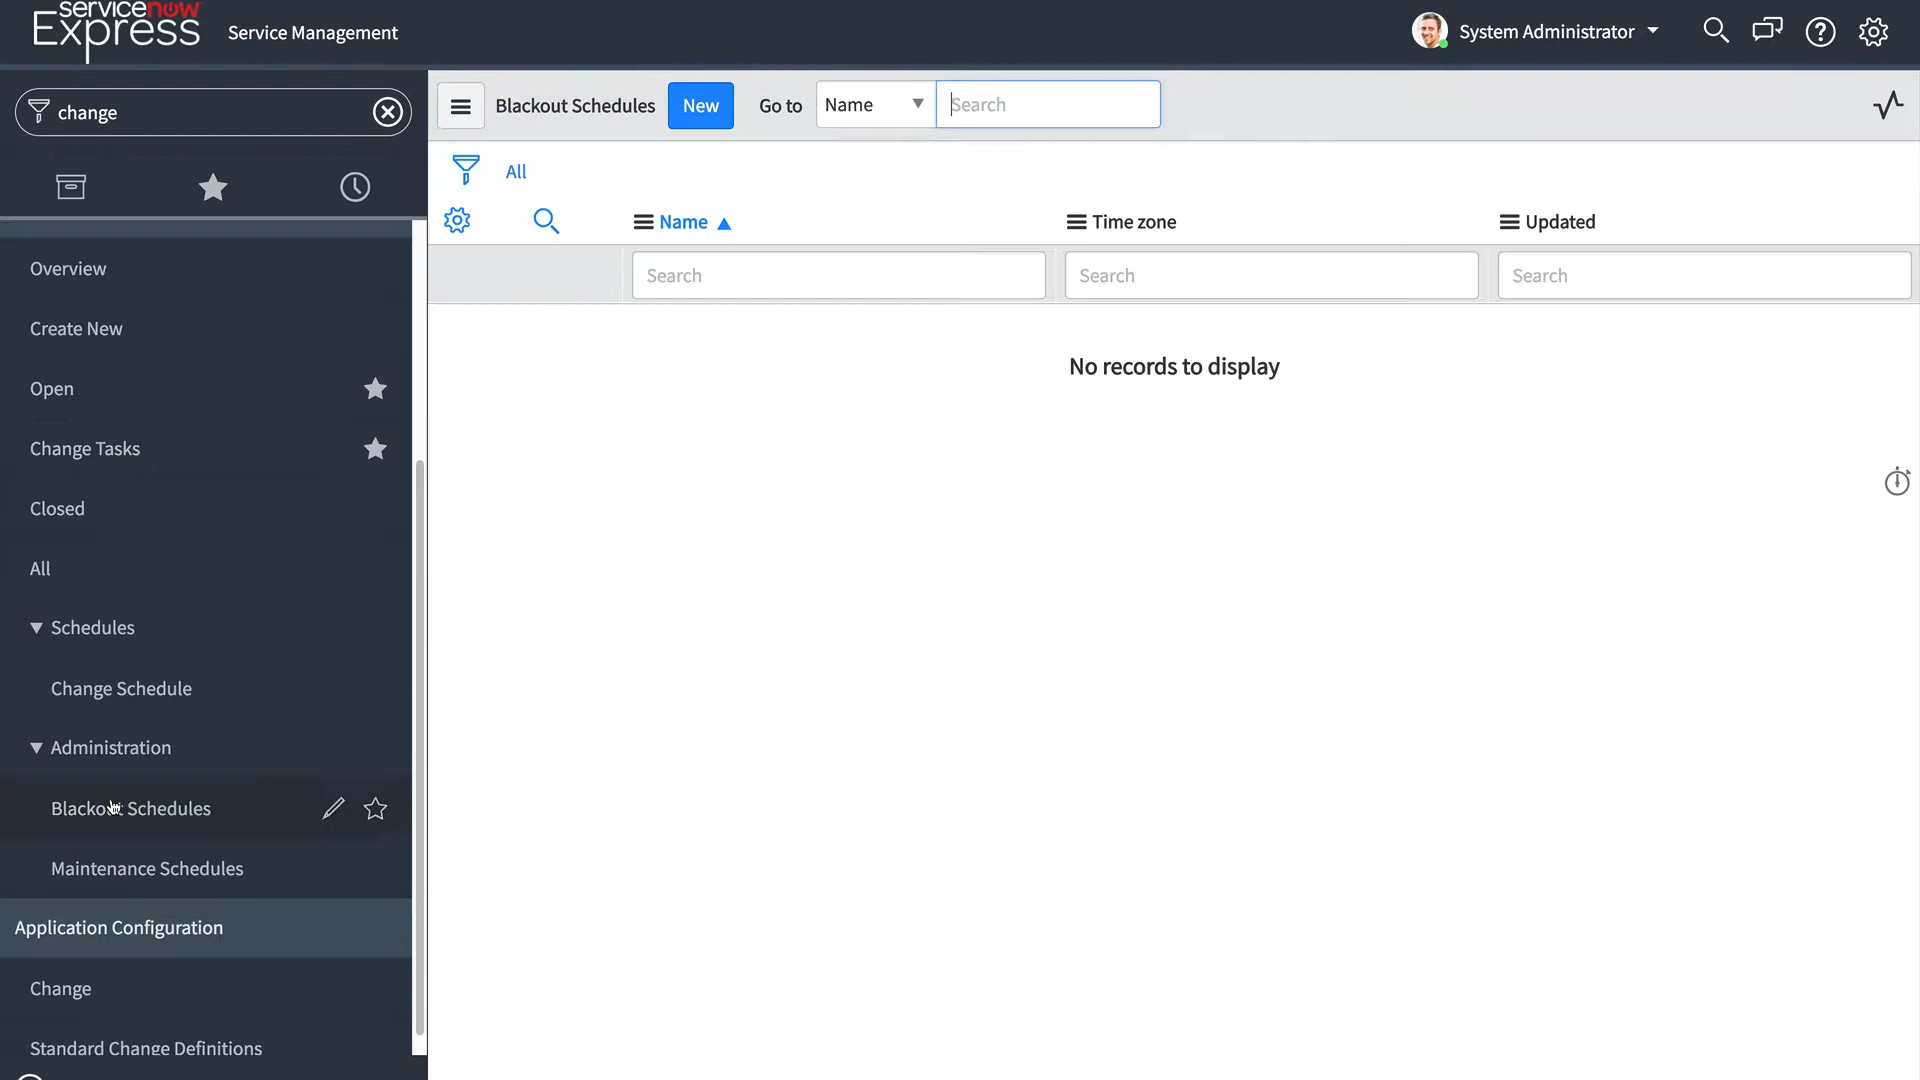 servicenow
Express
Service Management
System Administrator
change
Blackout Schedules
New
Go to
Name
Search
All
Name
Time zone
Updated
Search
Search
Search
No records to display
Overview
Create New
Open
Change Tasks
Closed
All
Schedules
Change Schedule
Administration
Blackout Schedules
Maintenance Schedules
Application Configuration
Change
Standard Change Definitions